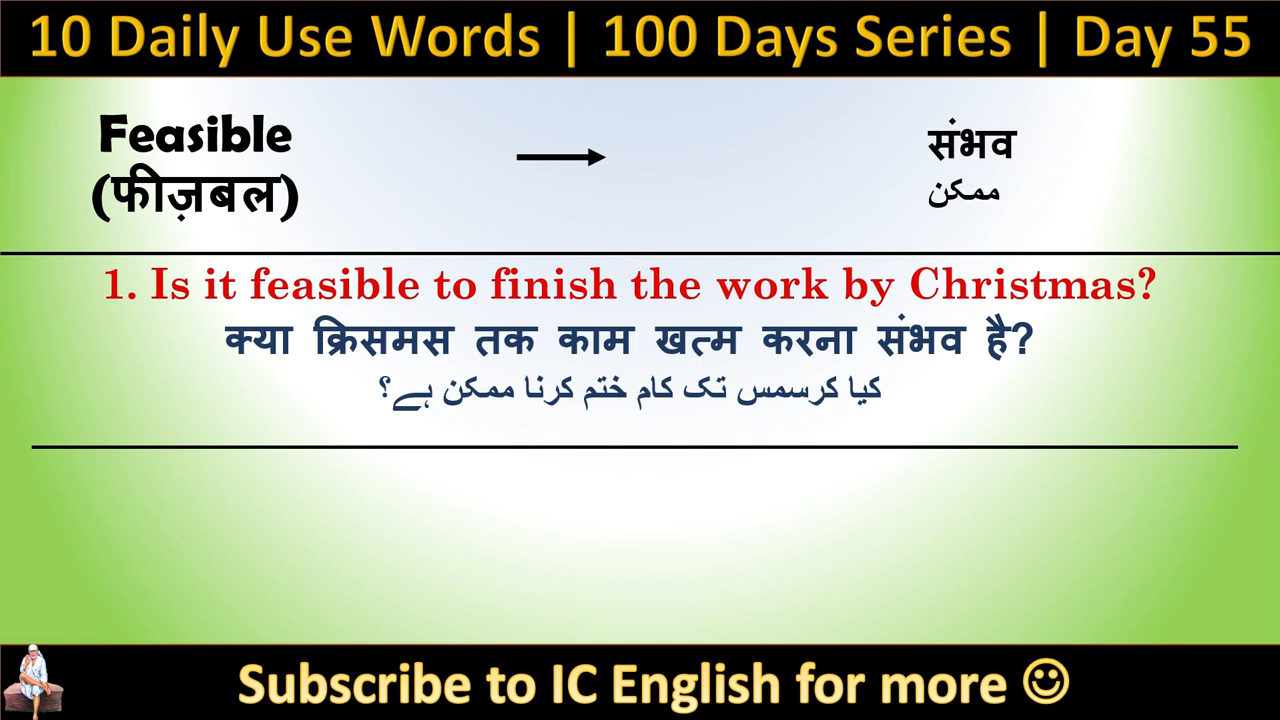 10 Daily Use Words | 100 Days Series | Day 55
Feasible
(फीज़बल)
संभव
ممکن
1. Is it feasible to finish the work by Christmas?
क्या क्रिसमस तक काम खत्म करना संभव है?
کیا کرسمس تک کام ختم کرنا ممکن ہے؟
Subscribe to IC English for more ☺